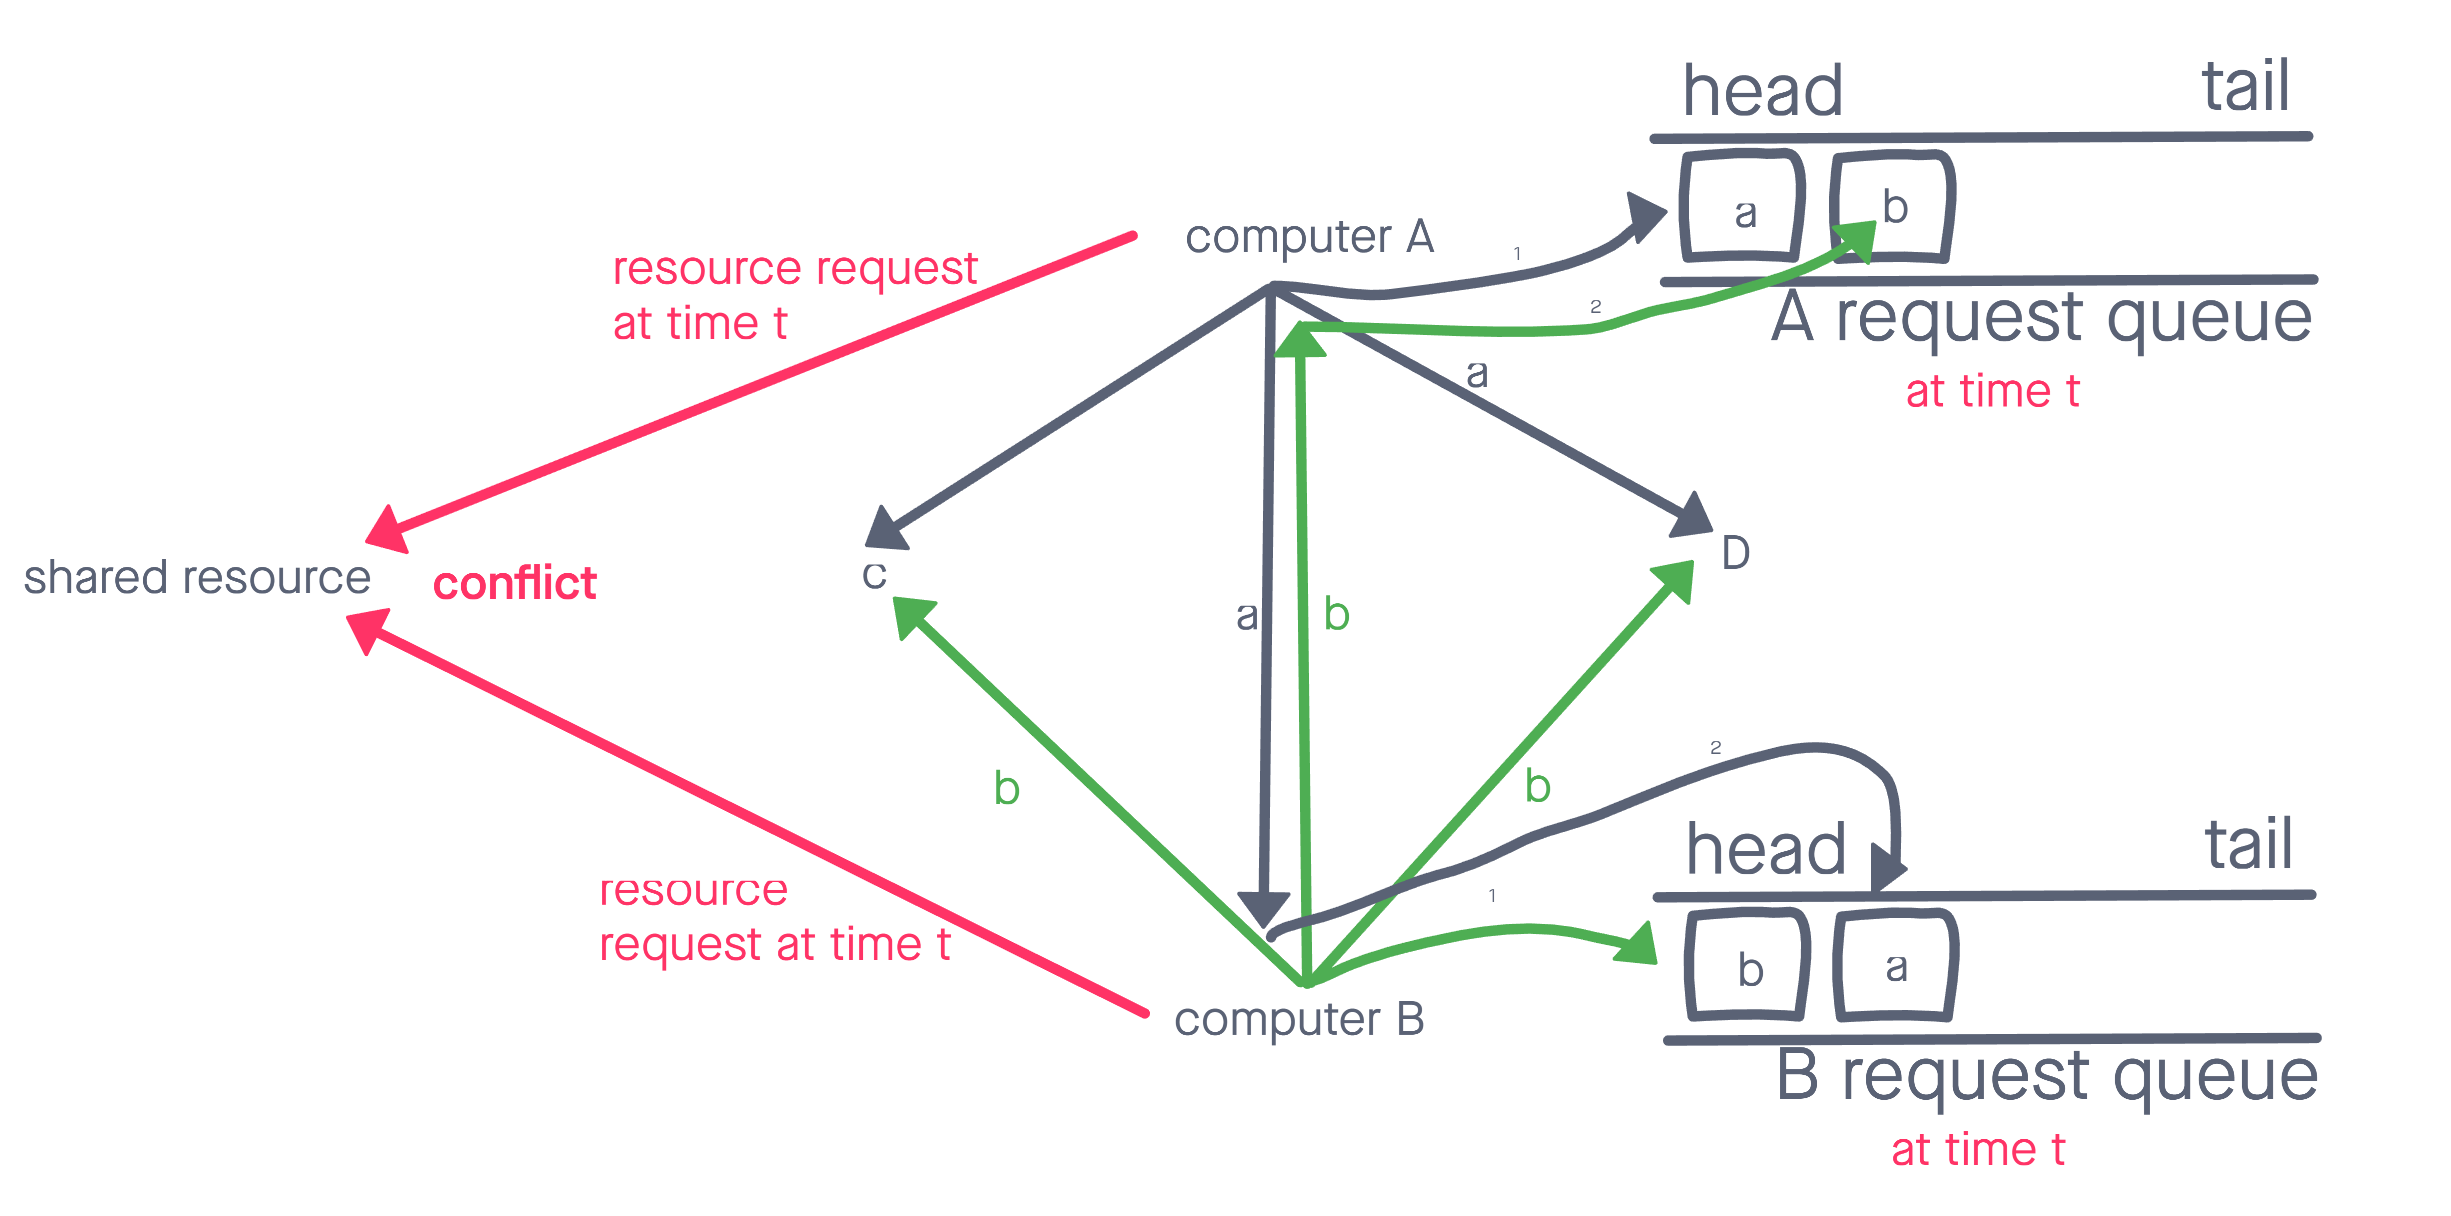 head
tail
a
b
computer A
1
2
A request queue
at time t
resource request
at time t
a
shared resource
conflict
c
D
a
b
b
b
2
resource
request at time t
1
head
tail
b
a
computer B
B request queue
at time t